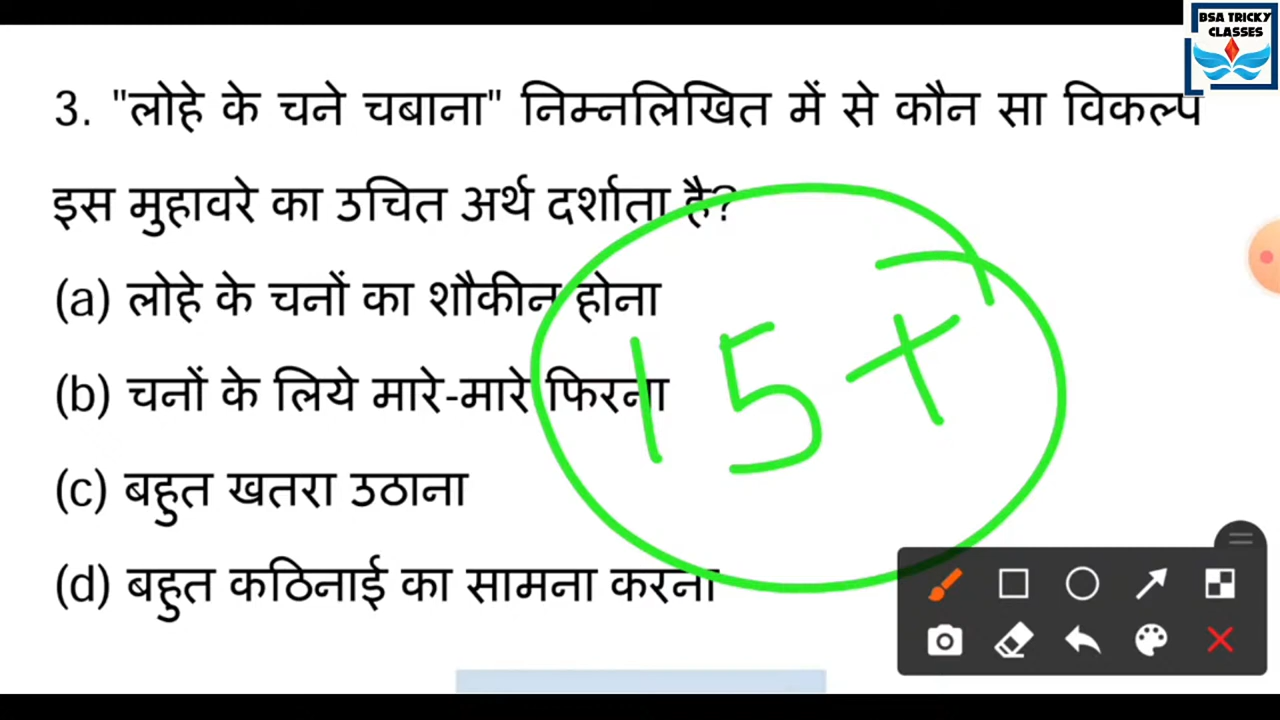 BSA TRICKY
CLASSES
3. "लोहे के चने चबाना" निम्नलिखित में से कौन सा विकल्प
इस मुहावरे का उचित अर्थ दर्शाता है?
(a) लोहे के चनों का शौकीन होना
(b) चनों के लिये मारे-मारे फिरना
(c) बहुत खतरा उठाना
(d) बहुत कठिनाई का सामना करना
15+